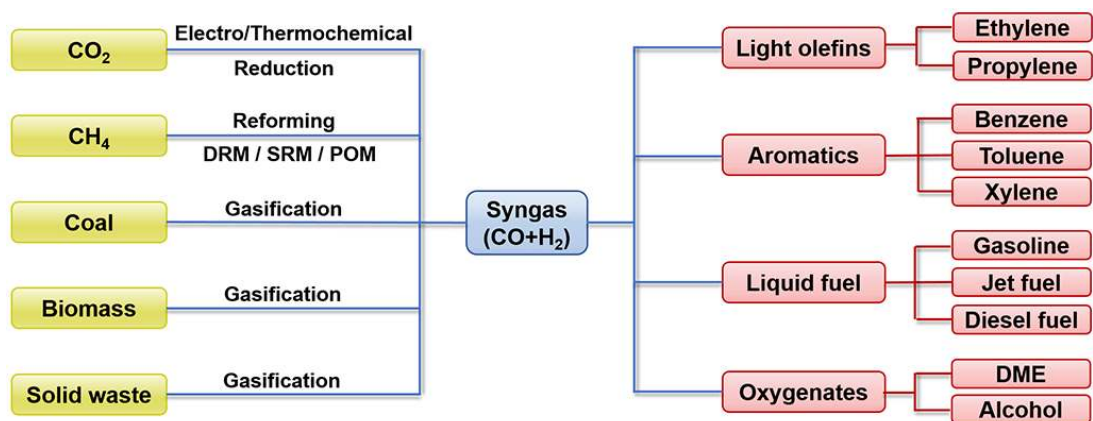 CO₂
Electro/Thermochemical
Reduction
CH₄
Reforming
DRM / SRM / POM
Coal
Gasification
Biomass
Gasification
Solid waste
Gasification
Syngas
(CO+H₂)
Light olefins
Ethylene
Propylene
Aromatics
Benzene
Toluene
Xylene
Liquid fuel
Gasoline
Jet fuel
Diesel fuel
Oxygenates
DME
Alcohol